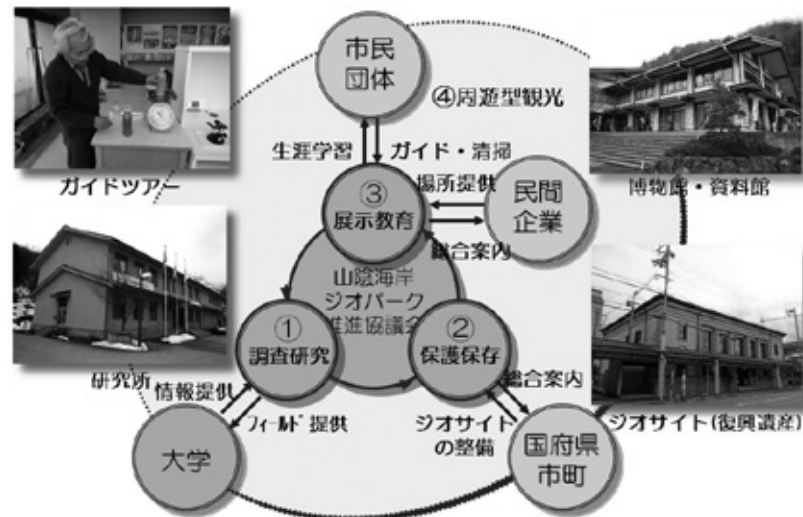 市民
団体
④周遊型観光
生涯学習
ガイド・清掃
ガイドツアー
場所提供
民間
企業
博物館・資料館
③
展示教育
総合案内
山陰海岸
ジオパーク
推進協議会
①
調査研究
②
保護保存
研究所
情報提供
フィールド提供
総合案内
ジオサイト
の整備
ジオサイト(復興遺産)
大学
国府県
市町